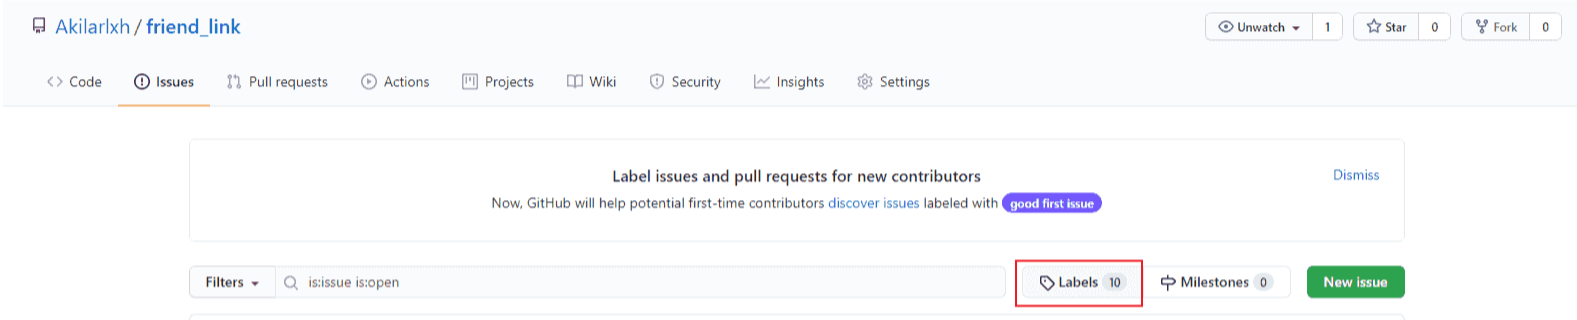 Akilarlxh / friend_link
Unwatch 1 Star 0 Fork 0
Code Issues Pull requests Actions Projects Wiki Security Insights Settings
Label issues and pull requests for new contributors
Dismiss
Now, GitHub will help potential first-time contributors discover issues labeled with good first issue
Filters is:issue is:open Labels 10 Milestones 0 New issue